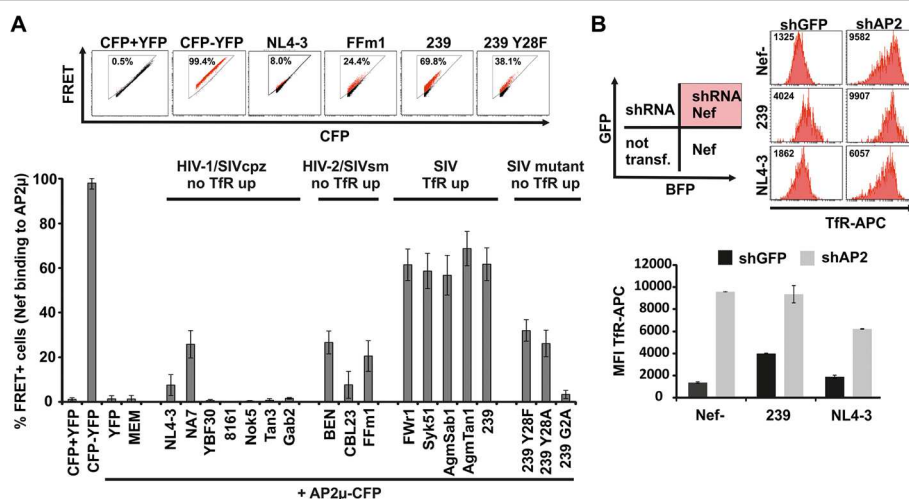 A
CFP+YFP CFP-YFP NL4-3 FFm1 239 239 Y28F
0.5% 99.4% 8.0% 24.4% 69.8% 38.1%
FRET
CFP
HIV-1/SIVcpz HIV-2/SIVsm SIV SIV mutant
no TfR up no TfR up TfR up no TfR up
% FRET+ cells (Nef binding to AP2µ)
100
80
60
40
20
0
CFP+YFP
CFP-YFP
YFP
MEM
NL4-3
NA7
YBF30
8161
Nok5
Tan3
Gab2
BEN
CBL23
FFm1
FWr1
Syk51
AgmSab1
AgmTan1
239
239 Y28F
239 Y28A
239 G2A
+ AP2µ-CFP
B
shGFP shAP2
GFP
shRNA shRNA
Nef
not Nef
transf.
BFP
Nef-
1325 9582
239
4024 9907
NL4-3
1862 6057
TfR-APC
shGFP shAP2
MFI TfR-APC
12000
10000
8000
6000
4000
2000
0
Nef- 239 NL4-3